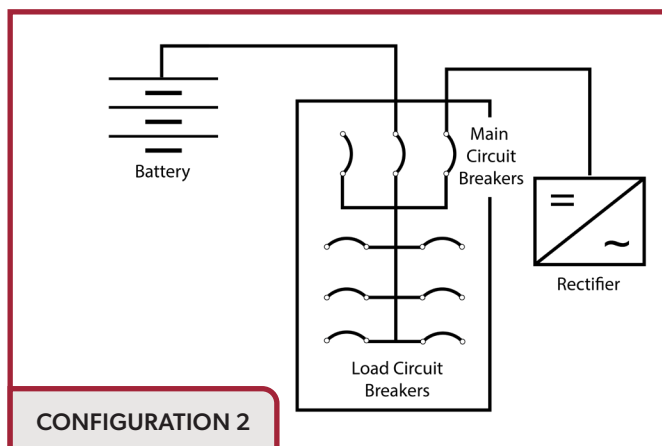 Main
Circuit
Breakers
Battery
Rectifier
Load Circuit
Breakers
CONFIGURATION 2